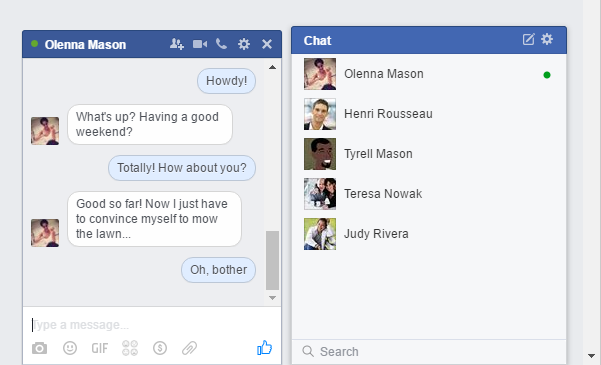 Olenna Mason
Howdy!
What's up? Having a good
weekend?
Totally! How about you?
Good so far! Now I just have
to convince myself to mow
the lawn...
Oh, bother
Type a message...
GIF
$
Chat
Olenna Mason
Henri Rousseau
Tyrell Mason
Teresa Nowak
Judy Rivera
Search